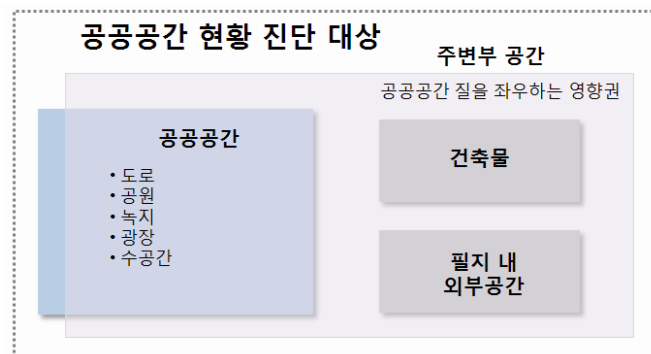 공공공간 현황 진단 대상
주변부 공간
공공공간 질을 좌우하는 영향권
공공공간
• 도로
• 공원
• 녹지
• 광장
• 수공간
건축물
필지 내
외부공간